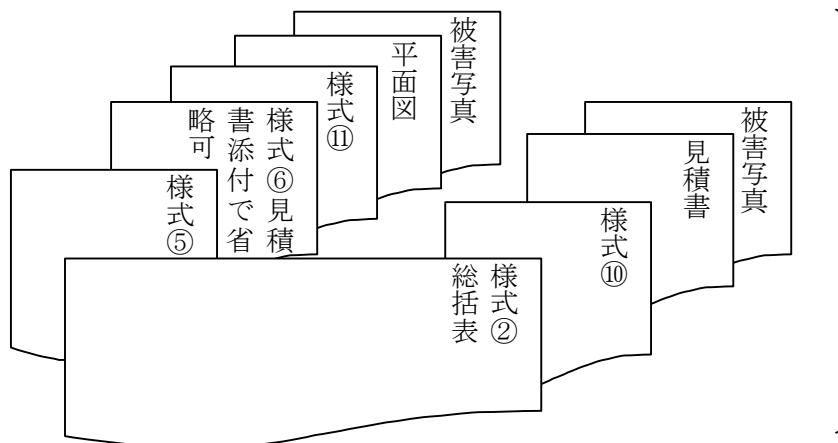 被害写真
平面図
様式⑪
様式⑥見積
書添付で省
略可
様式⑤
被害写真
見積書
様式⑩
様式②
総括表